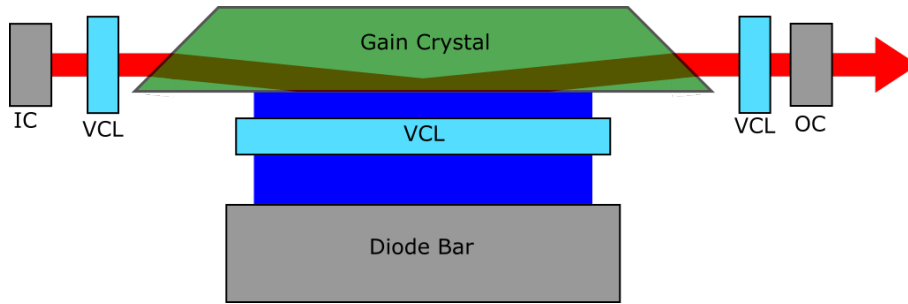 Gain Crystal
IC
VCL
VCL
VCL
OC
Diode Bar